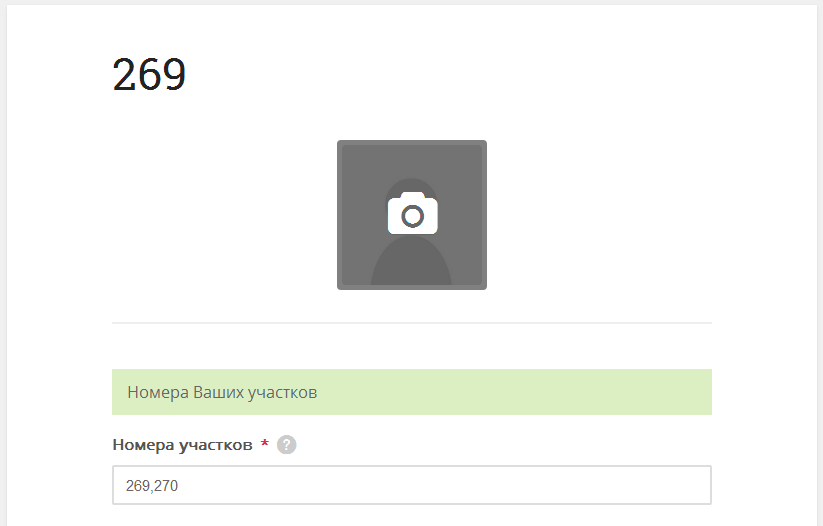 269
Номера Ваших участков
Номера участков * ?
269,270